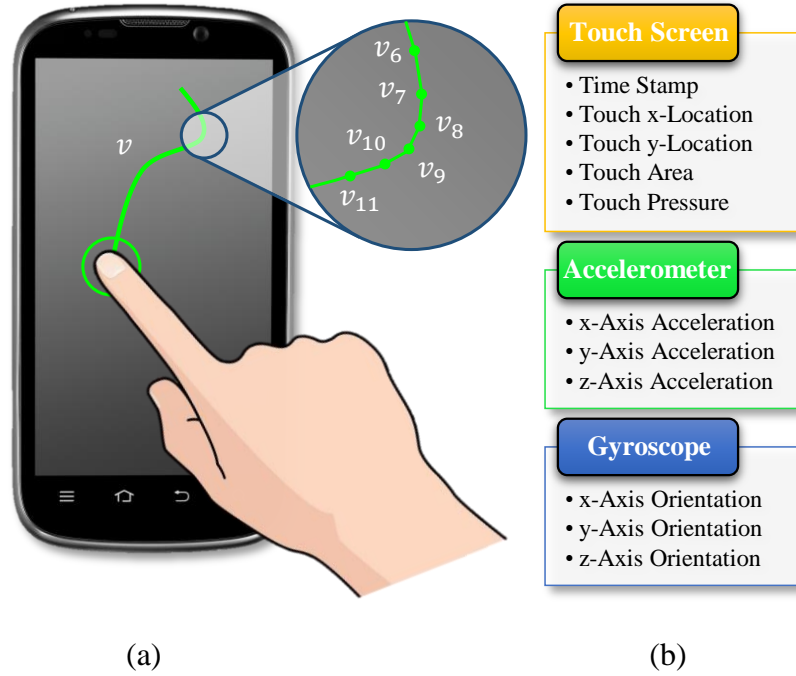 v
v₆
v₇
v₈
v₉
v₁₀
v₁₁
(a)
Touch Screen
• Time Stamp
• Touch x-Location
• Touch y-Location
• Touch Area
• Touch Pressure
Accelerometer
• x-Axis Acceleration
• y-Axis Acceleration
• z-Axis Acceleration
Gyroscope
• x-Axis Orientation
• y-Axis Orientation
• z-Axis Orientation
(b)